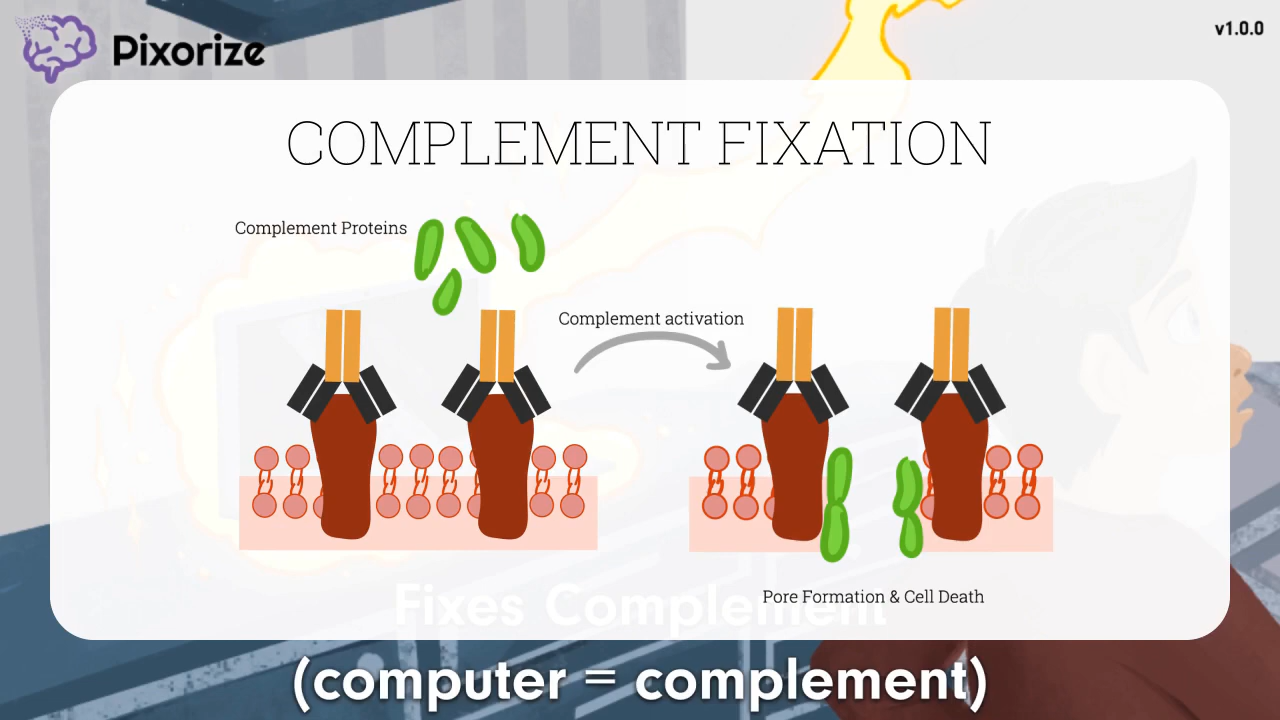 Pixorize
v1.0.0
COMPLEMENT FIXATION
Complement Proteins
Complement activation
Pore Formation & Cell Death
Fixes Complement
(computer = complement)